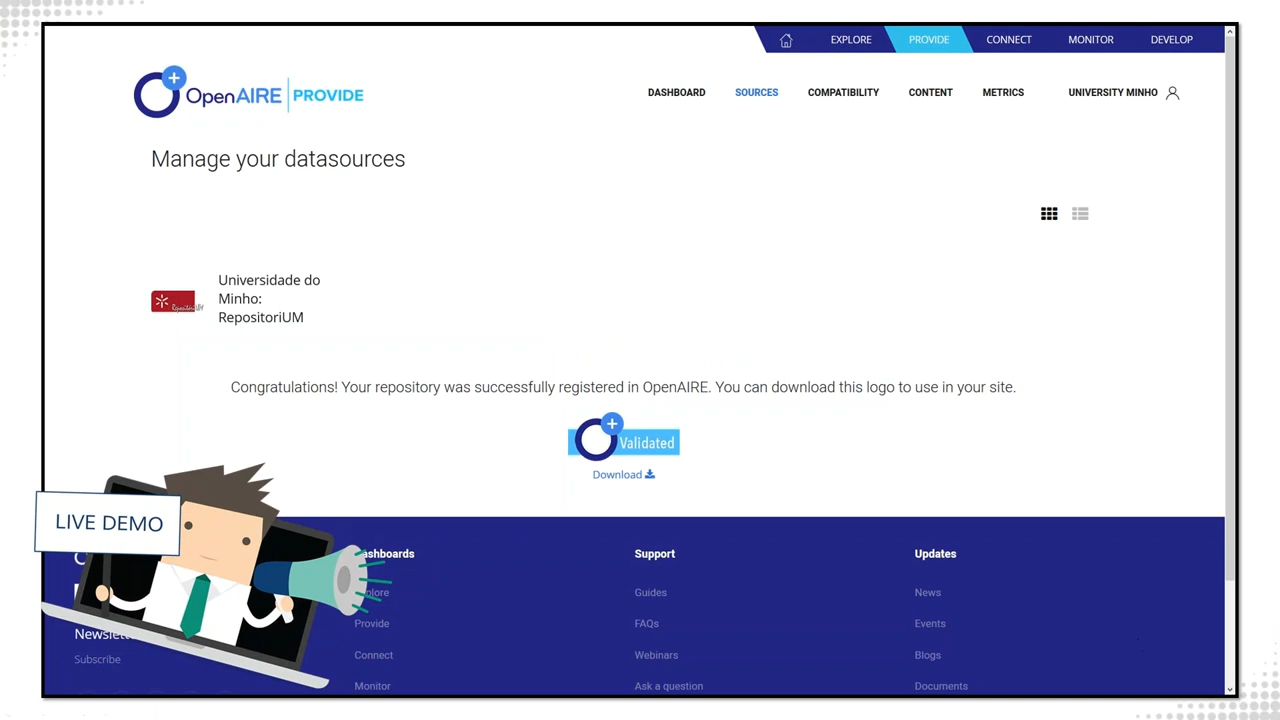 EXPLORE PROVIDE CONNECT MONITOR DEVELOP
OpenAIRE PROVIDE
DASHBOARD SOURCES COMPATIBILITY CONTENT METRICS UNIVERSITY MINHO
Manage your datasources
RepositoriUM
Universidade do
Minho:
RepositoriUM
Congratulations! Your repository was successfully registered in OpenAIRE. You can download this logo to use in your site.
Validated
Download
LIVE DEMO
Support
Updates
Guides
News
Provide
FAQs
Events
Newslett
Connect
Webinars
Blogs
Subscribe
Monitor
Ask a question
Documents